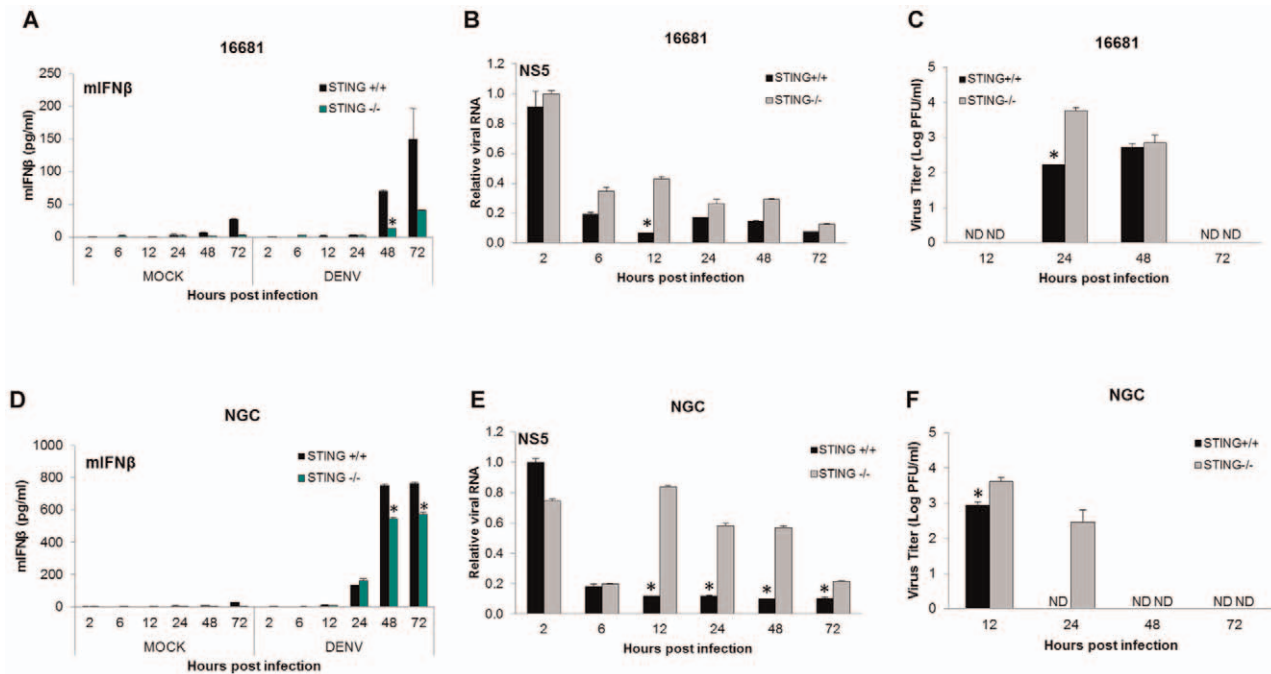 A
16681
mIFNβ
STING +/+
STING -/-
mIFNβ (pg/ml)
250
200
150
100
50
0
*
2 6 12 24 48 72 2 6 12 24 48 72
MOCK DENV
Hours post infection
B
16681
NS5
STING+/+
STING-/-
Relative viral RNA
1.2
1.0
0.8
0.6
0.4
0.2
0.0
*
2 6 12 24 48 72
Hours post infection
C
16681
STING+/+
STING-/-
Virus Titer (Log PFU/ml)
5
4
3
2
1
0
*
ND ND ND ND
12 24 48 72
Hours post infection
D
NGC
mIFNβ
STING +/+
STING -/-
mIFNβ (pg/ml)
1000
800
600
400
200
0
* *
2 6 12 24 48 72 2 6 12 24 48 72
MOCK DENV
Hours post infection
E
NGC
NS5
STING +/+
STING -/-
Relative viral RNA
1.2
1.0
0.8
0.6
0.4
0.2
0.0
* * * *
2 6 12 24 48 72
Hours post infection
F
NGC
STING+/+
STING-/-
Virus Titer (Log PFU/ml)
5
4
3
2
1
0
*
ND ND ND ND ND
12 24 48 72
Hours post infection